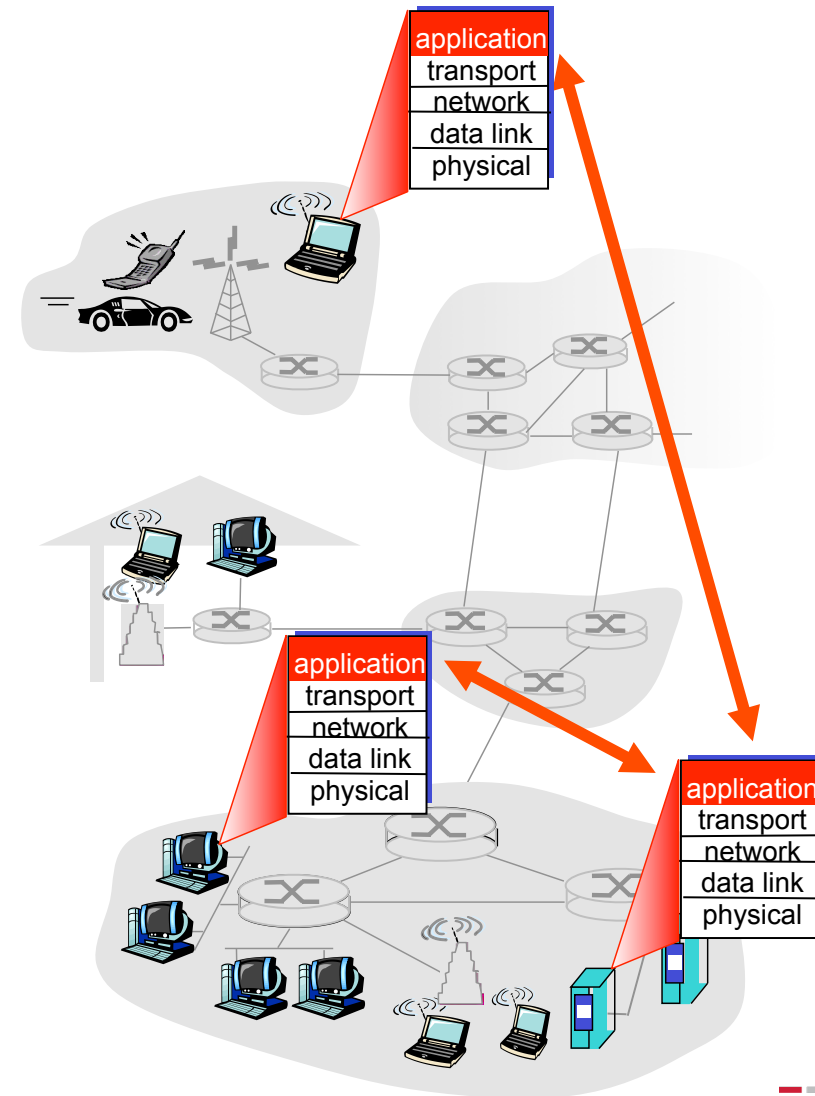 application
transport
network
data link
physical
application
transport
network
data link
physical
application
transport
network
data link
physical